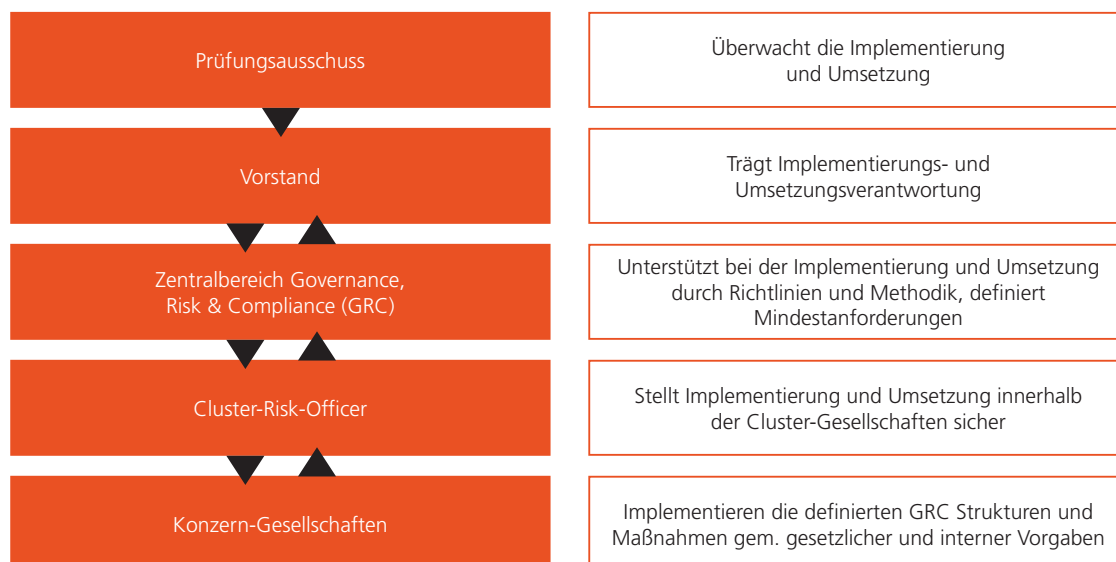 Prüfungsausschuss
Überwacht die Implementierung
und Umsetzung
Vorstand
Trägt Implementierungs- und
Umsetzungsverantwortung
Zentralbereich Governance,
Risk & Compliance (GRC)
Unterstützt bei der Implementierung und Umsetzung
durch Richtlinien und Methodik, definiert
Mindestanforderungen
Cluster-Risk-Officer
Stellt Implementierung und Umsetzung innerhalb
der Cluster-Gesellschaften sicher
Konzern-Gesellschaften
Implementieren die definierten GRC Strukturen und
Maßnahmen gem. gesetzlicher und interner Vorgaben